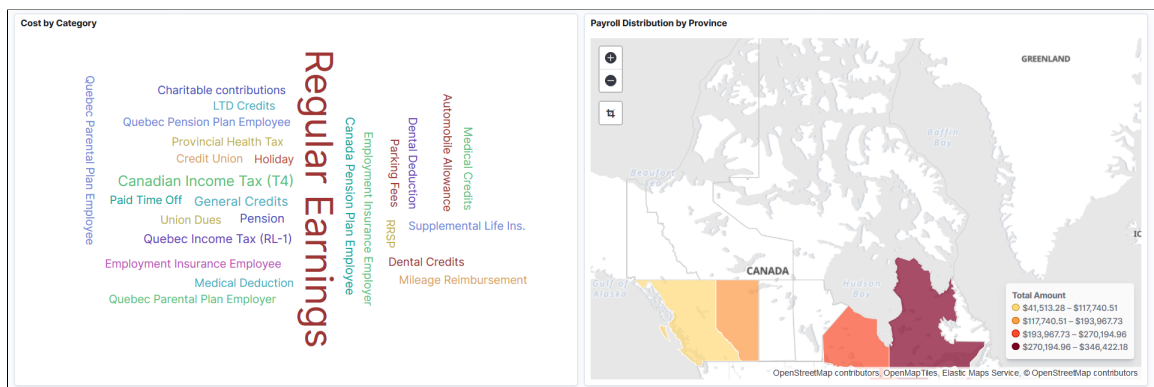 Cost by Category
Quebec Parental Plan Employee
Charitable contributions
LTD Credits
Quebec Pension Plan Employee
Provincial Health Tax
Credit Union
Holiday
Canadian Income Tax (T4)
Paid Time Off
General Credits
Union Dues
Pension
Quebec Income Tax (RL-1)
Employment Insurance Employee
Medical Deduction
Quebec Parental Plan Employer
Regular Earnings
Canada Pension Plan Employee
Employment Insurance Employer
Parking Fees
RRSP
Dental Deduction
Automobile Allowance
Medical Credits
Supplemental Life Ins.
Dental Credits
Mileage Reimbursement
Payroll Distribution by Province
GREENLAND
Baffin
Bay
Beaufort
Sea
IC
CANADA
Gulf of
Alaska
Hudson
Bay
Total Amount
$41,513.28 – $117,740.51
$117,740.51 – $193,967.73
$193,967.73 – $270,194.96
$270,194.96 – $346,422.18
OpenStreetMap contributors, OpenMapTiles, Elastic Maps Service, © OpenStreetMap contributors